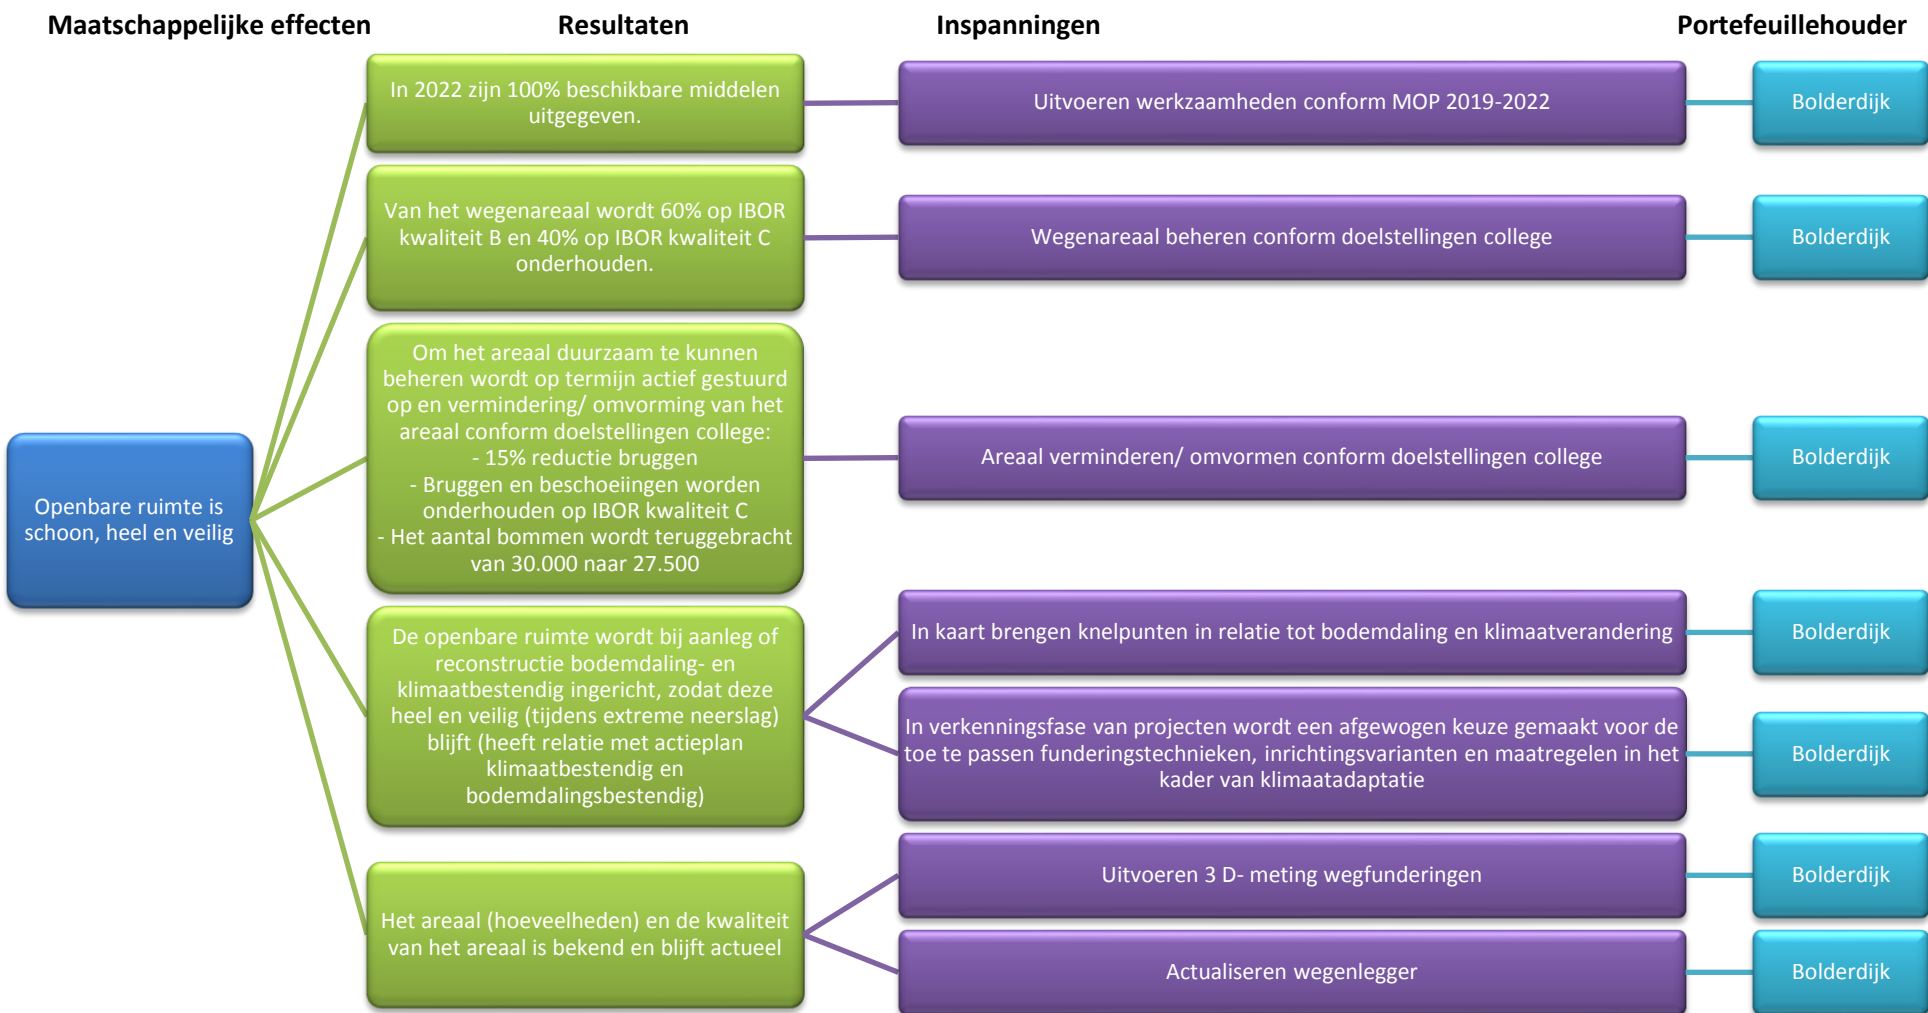 Maatschappelijke effecten
Resultaten
Inspanningen
Portefeuillehouder
Openbare ruimte is
schoon, heel en veilig
In 2022 zijn 100% beschikbare middelen
uitgegeven.
Uitvoeren werkzaamheden conform MOP 2019-2022
Bolderdijk
Van het wegenareaal wordt 60% op IBOR
kwaliteit B en 40% op IBOR kwaliteit C
onderhouden.
Wegenareaal beheren conform doelstellingen college
Bolderdijk
Om het areaal duurzaam te kunnen
beheren wordt op termijn actief gestuurd
op en vermindering/ omvorming van het
areaal conform doelstellingen college:
- 15% reductie bruggen
- Bruggen en beschoeiingen worden
onderhouden op IBOR kwaliteit C
- Het aantal bommen wordt teruggebracht
van 30.000 naar 27.500
Areaal verminderen/ omvormen conform doelstellingen college
Bolderdijk
De openbare ruimte wordt bij aanleg of
reconstructie bodemdaling- en
klimaatbestendig ingericht, zodat deze
heel en veilig (tijdens extreme neerslag)
blijft (heeft relatie met actieplan
klimaatbestendig en
bodemdalingsbestendig)
In kaart brengen knelpunten in relatie tot bodemdaling en klimaatverandering
Bolderdijk
In verkenningsfase van projecten wordt een afgewogen keuze gemaakt voor de
toe te passen funderingstechnieken, inrichtingsvarianten en maatregelen in het
kader van klimaatadaptatie
Bolderdijk
Het areaal (hoeveelheden) en de kwaliteit
van het areaal is bekend en blijft actueel
Uitvoeren 3 D- meting wegfunderingen
Bolderdijk
Actualiseren wegenlegger
Bolderdijk